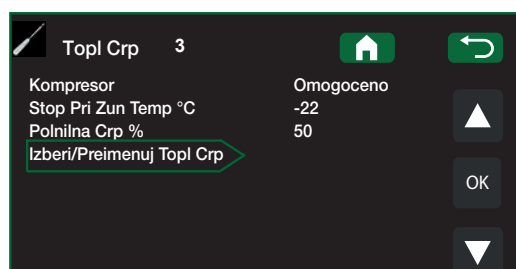 Topl Crp 3
Kompresor Omogoceno
Stop Pri Zun Temp °C -22
Polnilna Crp % 50
Izberi/Preimenuj Topl Crp
OK